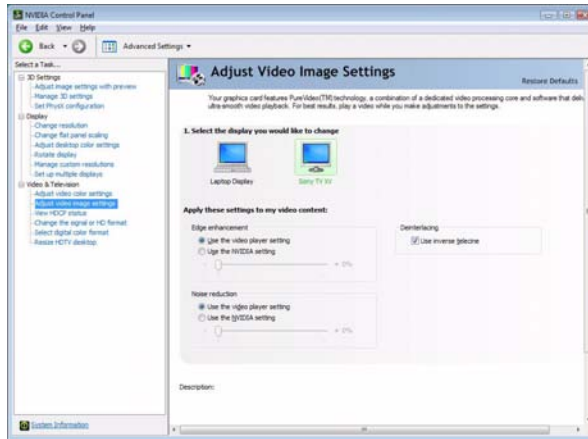 NVIDIA Control Panel
File Edit View Help
Back
Advanced Settings
Select a Task...
3D Settings
Adjust image settings with preview
Manage 3D settings
Set PhysX configuration
Display
Change resolution
Change flat panel scaling
Adjust desktop color settings
Rotate display
Manage custom resolutions
Set up multiple displays
Video & Television
Adjust video color settings
Adjust video image settings
View HDCP status
Change the signal or HD format
Select digital color format
Resize HDTV desktop
System Information
Adjust Video Image Settings
Restore Defaults
Your graphics card features PureVideo(TM) technology, a combination of a dedicated video processing core and software that deli
ultra-smooth video playback. For best results, play a video while you make adjustments to the settings.
1. Select the display you would like to change
Laptop Display
Sony TV XV
Apply these settings to my video content:
Edge enhancement
Use the video player setting
Use the NVIDIA setting
- + 0%
Deinterlacing
Use inverse telecine
Noise reduction
Use the video player setting
Use the NVIDIA setting
- + 0%
Description: